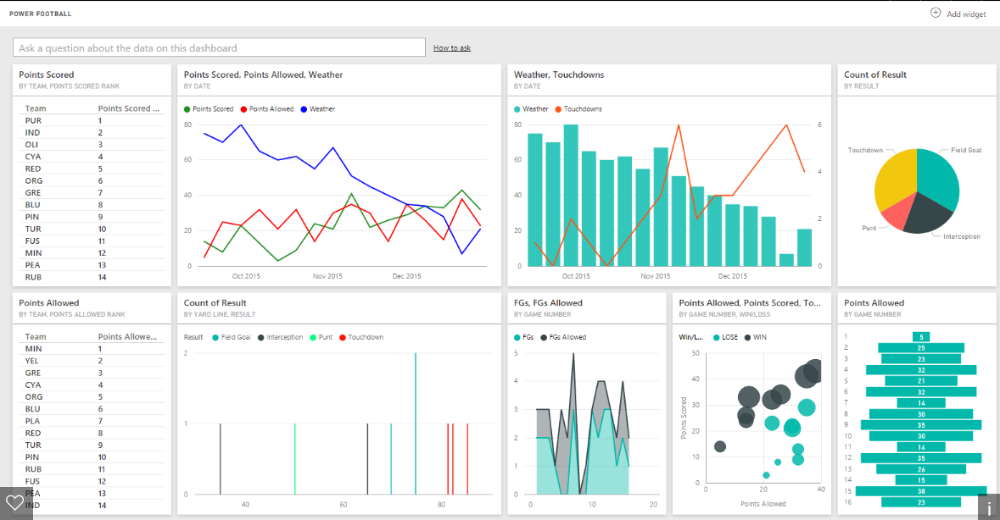 POWER FOOTBALL
Add widget
Ask a question about the data on this dashboard
How to ask
Points Scored
BY TEAM, POINTS SCORED RANK
Team Points Scored ...
PUR 1
IND 2
OLI 3
CYA 4
RED 5
ORG 6
GRE 7
BLU 8
PIN 9
TUR 10
FUS 11
MIN 12
PEA 13
RUB 14
Points Scored, Points Allowed, Weather
BY DATE
Points Scored Points Allowed Weather
80
60
40
20
0
Oct 2015 Nov 2015 Dec 2015
Weather, Touchdowns
BY DATE
Weather Touchdowns
80 6
60
4
40
2
20
0 0
Oct 2015 Nov 2015 Dec 2015
Count of Result
BY RESULT
Touchdown Field Goal
Punt
Interception
Points Allowed
BY TEAM, POINTS ALLOWED RANK
Team Points Allowe...
MIN 1
YEL 2
GRE 3
CYA 4
ORG 5
BLU 6
PLA 7
RED 8
TUR 9
PIN 10
RUB 11
FUS 12
PEA 13
IND 14
Count of Result
BY YARD LINE, RESULT
Result Field Goal Interception Punt Touchdown
2
1
0
40 60 80
FGs, FGs Allowed
BY GAME NUMBER
FGs FGs Allowed
5
4
3
2
1
0
0 10 20
Points Allowed, Points Scored, To...
BY GAME NUMBER, WIN/LOSS
Win/L... LOSE WIN
Points Scored
50
40
30
20
10
0
0 20 40
Points Allowed
Points Allowed
BY GAME NUMBER
1 5
2 25
3 23
4 32
5 21
6 32
7 14
8 30
9 35
10 30
11 14
12 35
13 26
14 15
15 38
16 23